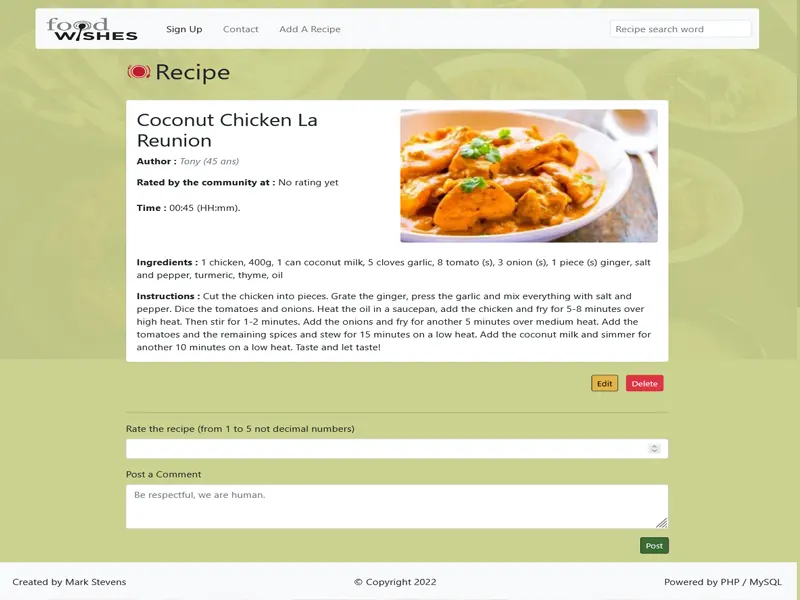 food
WISHES
Sign Up
Contact
Add A Recipe
Recipe search word
Recipe
Coconut Chicken La
Reunion
Author : Tony (45 ans)
Rated by the community at : No rating yet
Time : 00:45 (HH:mm).
Ingredients : 1 chicken, 400g, 1 can coconut milk, 5 cloves garlic, 8 tomato (s), 3 onion (s), 1 piece (s) ginger, salt
and pepper, turmeric, thyme, oil
Instructions : Cut the chicken into pieces. Grate the ginger, press the garlic and mix everything with salt and
pepper. Dice the tomatoes and onions. Heat the oil in a saucepan, add the chicken and fry for 5-8 minutes over
high heat. Then stir for 1-2 minutes. Add the onions and fry for another 5 minutes over medium heat. Add the
tomatoes and the remaining spices and stew for 15 minutes on a low heat. Add the coconut milk and simmer for
another 10 minutes on a low heat. Taste and let taste!
Edit
Delete
Rate the recipe (from 1 to 5 not decimal numbers)
Post a Comment
Be respectful, we are human.
Post
Created by Mark Stevens
© Copyright 2022
Powered by PHP / MySQL